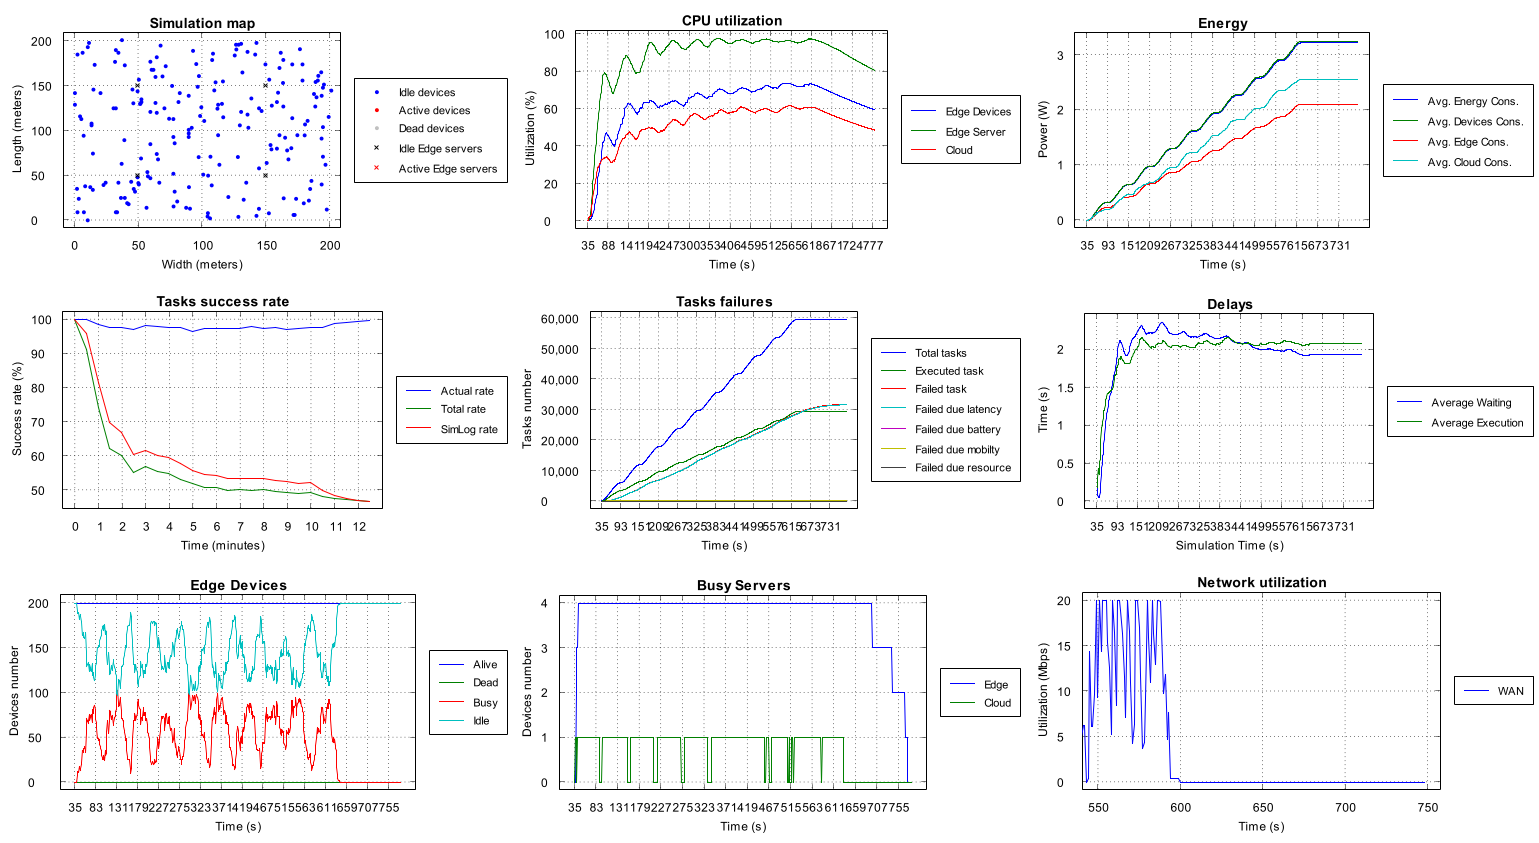 Simulation map
Length (meters)
200
150
100
50
0
0 50 100 150 200
Width (meters)
Idle devices
Active devices
Dead devices
Idle Edge servers
Active Edge servers
CPU utilization
Utilization (%)
100
80
60
40
20
0
Time (s)
Edge Devices
Edge Server
Cloud
Energy
Power (W)
3
2
1
0
Time (s)
Avg. Energy Cons.
Avg. Devices Cons.
Avg. Edge Cons.
Avg. Cloud Cons.
Tasks success rate
Success rate (%)
100
90
80
70
60
50
0 1 2 3 4 5 6 7 8 9 10 11 12
Time (minutes)
Actual rate
Total rate
SimLog rate
Tasks failures
Tasks number
60,000
50,000
40,000
30,000
20,000
10,000
0
Time (s)
Total tasks
Executed task
Failed task
Failed due latency
Failed due battery
Failed due mobilty
Failed due resource
Delays
Time (s)
2
1.5
1
0.5
0
Simulation Time (s)
Average Waiting
Average Execution
Edge Devices
Devices number
200
150
100
50
0
Time (s)
Alive
Dead
Busy
Idle
Busy Servers
Devices number
4
3
2
1
0
Time (s)
Edge
Cloud
Network utilization
Utilization (Mbps)
20
15
10
5
0
550 600 650 700 750
Time (s)
WAN